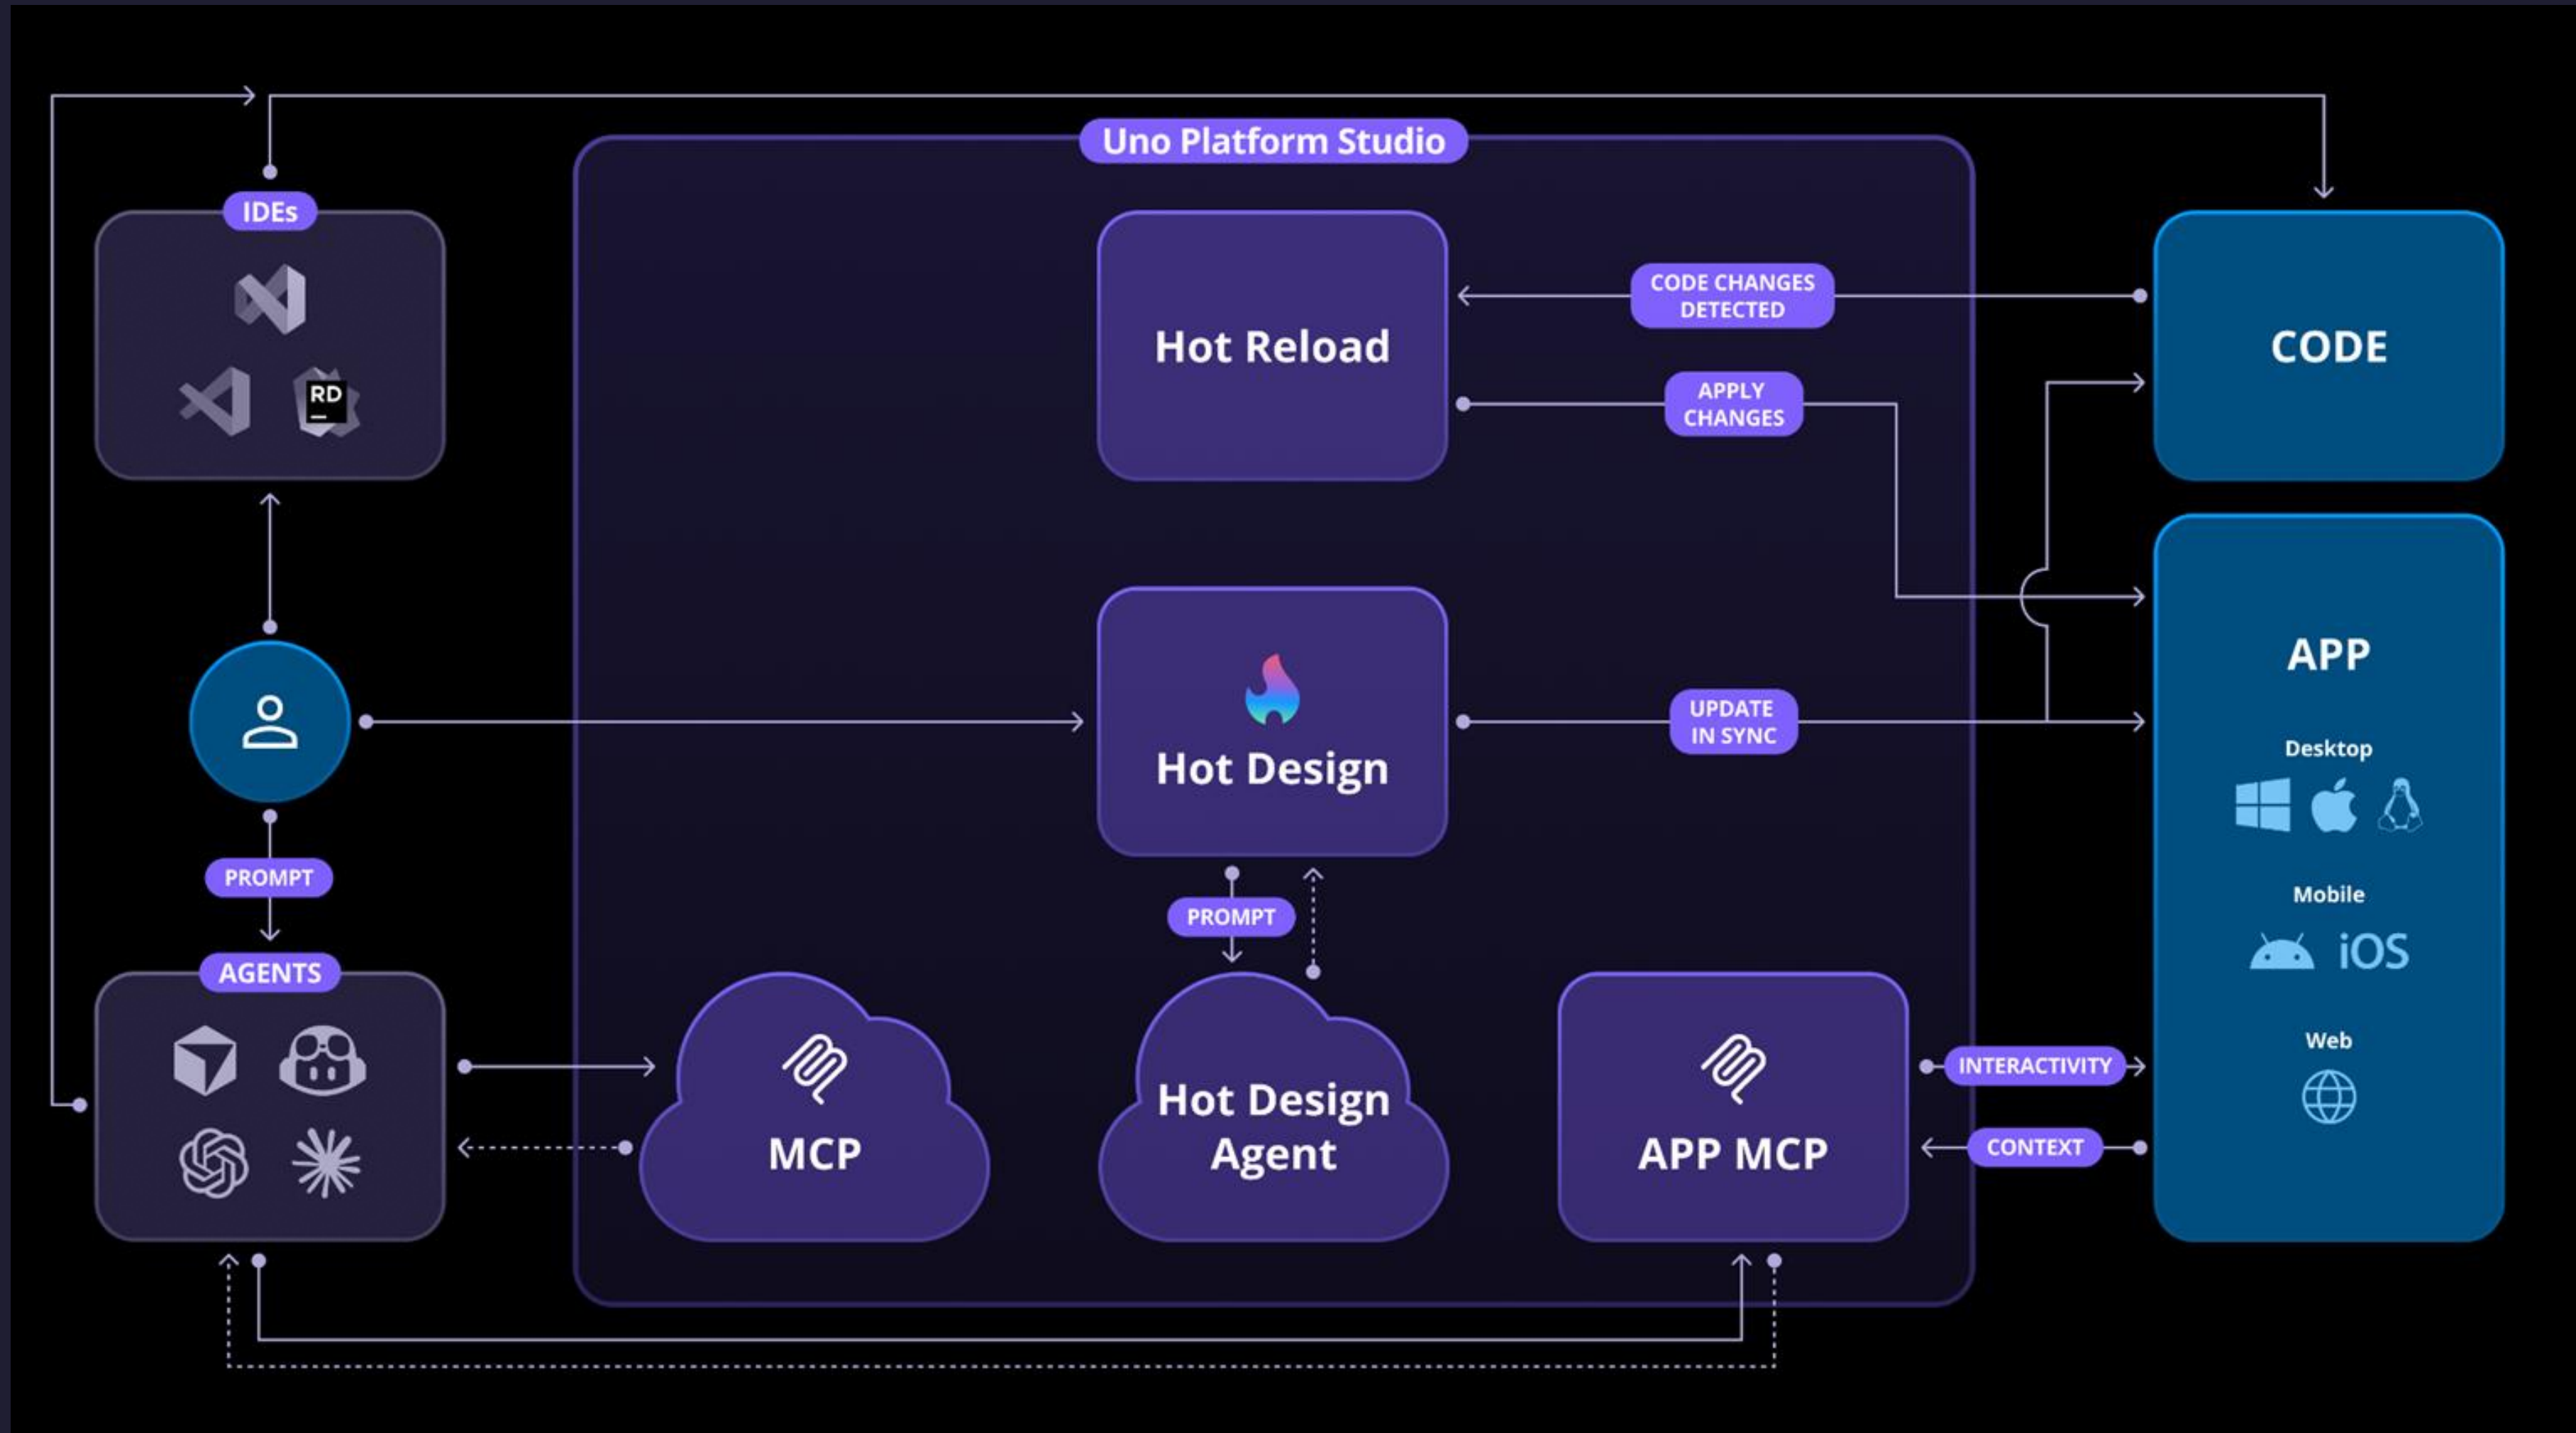 Uno Platform Studio
IDEs
RD
Hot Reload
CODE CHANGES
DETECTED
APPLY
CHANGES
CODE
Hot Design
UPDATE
IN SYNC
APP
Desktop
Mobile
iOS
Web
PROMPT
AGENTS
PROMPT
MCP
Hot Design
Agent
APP MCP
INTERACTIVITY
CONTEXT